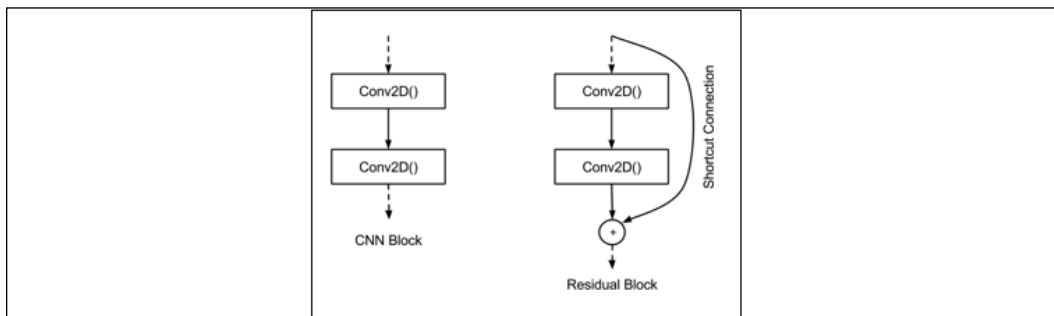 Conv2D()
Conv2D()
CNN Block
Conv2D()
Conv2D()
+
Residual Block
Shortcut Connection